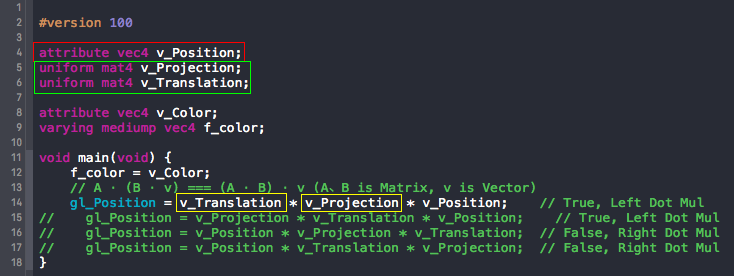 1
2 #version 100
3
4 attribute vec4 v_Position;
5 uniform mat4 v_Projection;
6 uniform mat4 v_Translation;
7
8 attribute vec4 v_Color;
9 varying mediump vec4 f_color;
10
11 void main(void) {
12 f_color = v_Color;
13 // A · (B · v) === (A · B) · v (A、B is Matrix, v is Vector)
14 gl_Position = v_Translation * v_Projection * v_Position; // True, Left Dot Mul
15 // gl_Position = v_Projection * v_Translation * v_Position; // True, Left Dot Mul
16 // gl_Position = v_Position * v_Projection * v_Translation; // False, Right Dot Mul
17 // gl_Position = v_Position * v_Translation * v_Projection; // False, Right Dot Mul
18 }